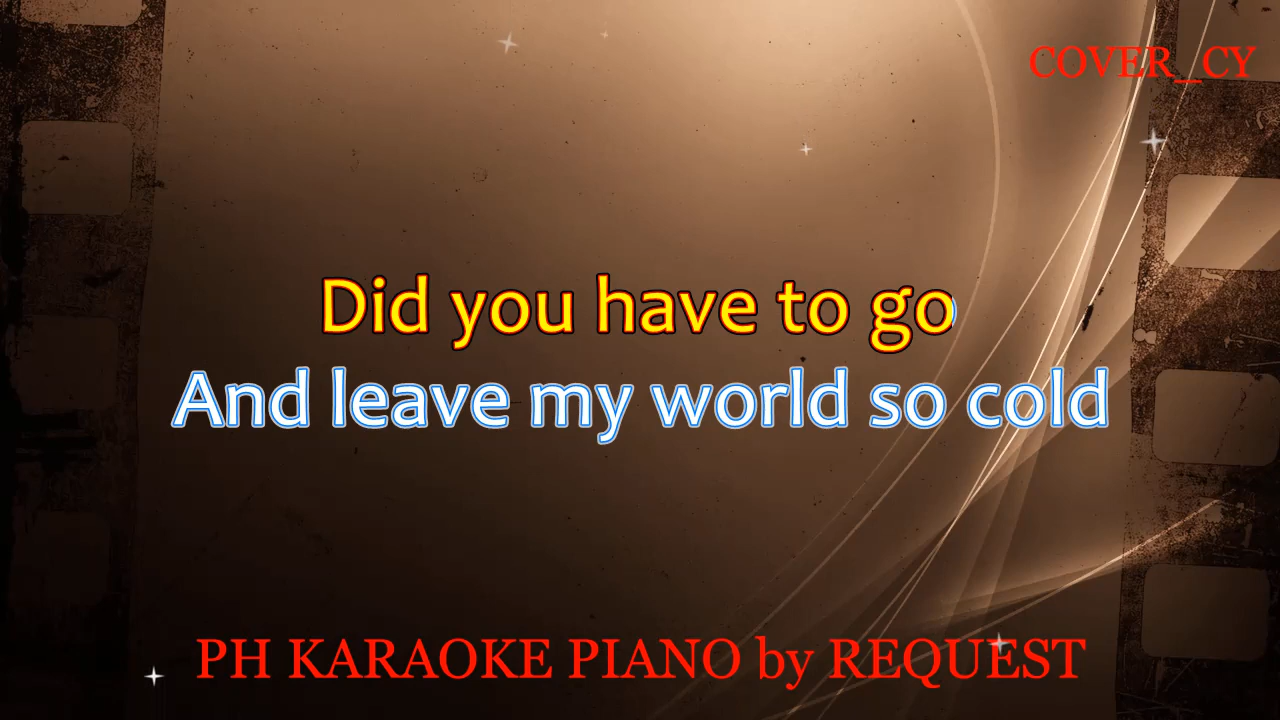 COVER_CY
Did you have to go
And leave my world so cold
PH KARAOKE PIANO by REQUEST